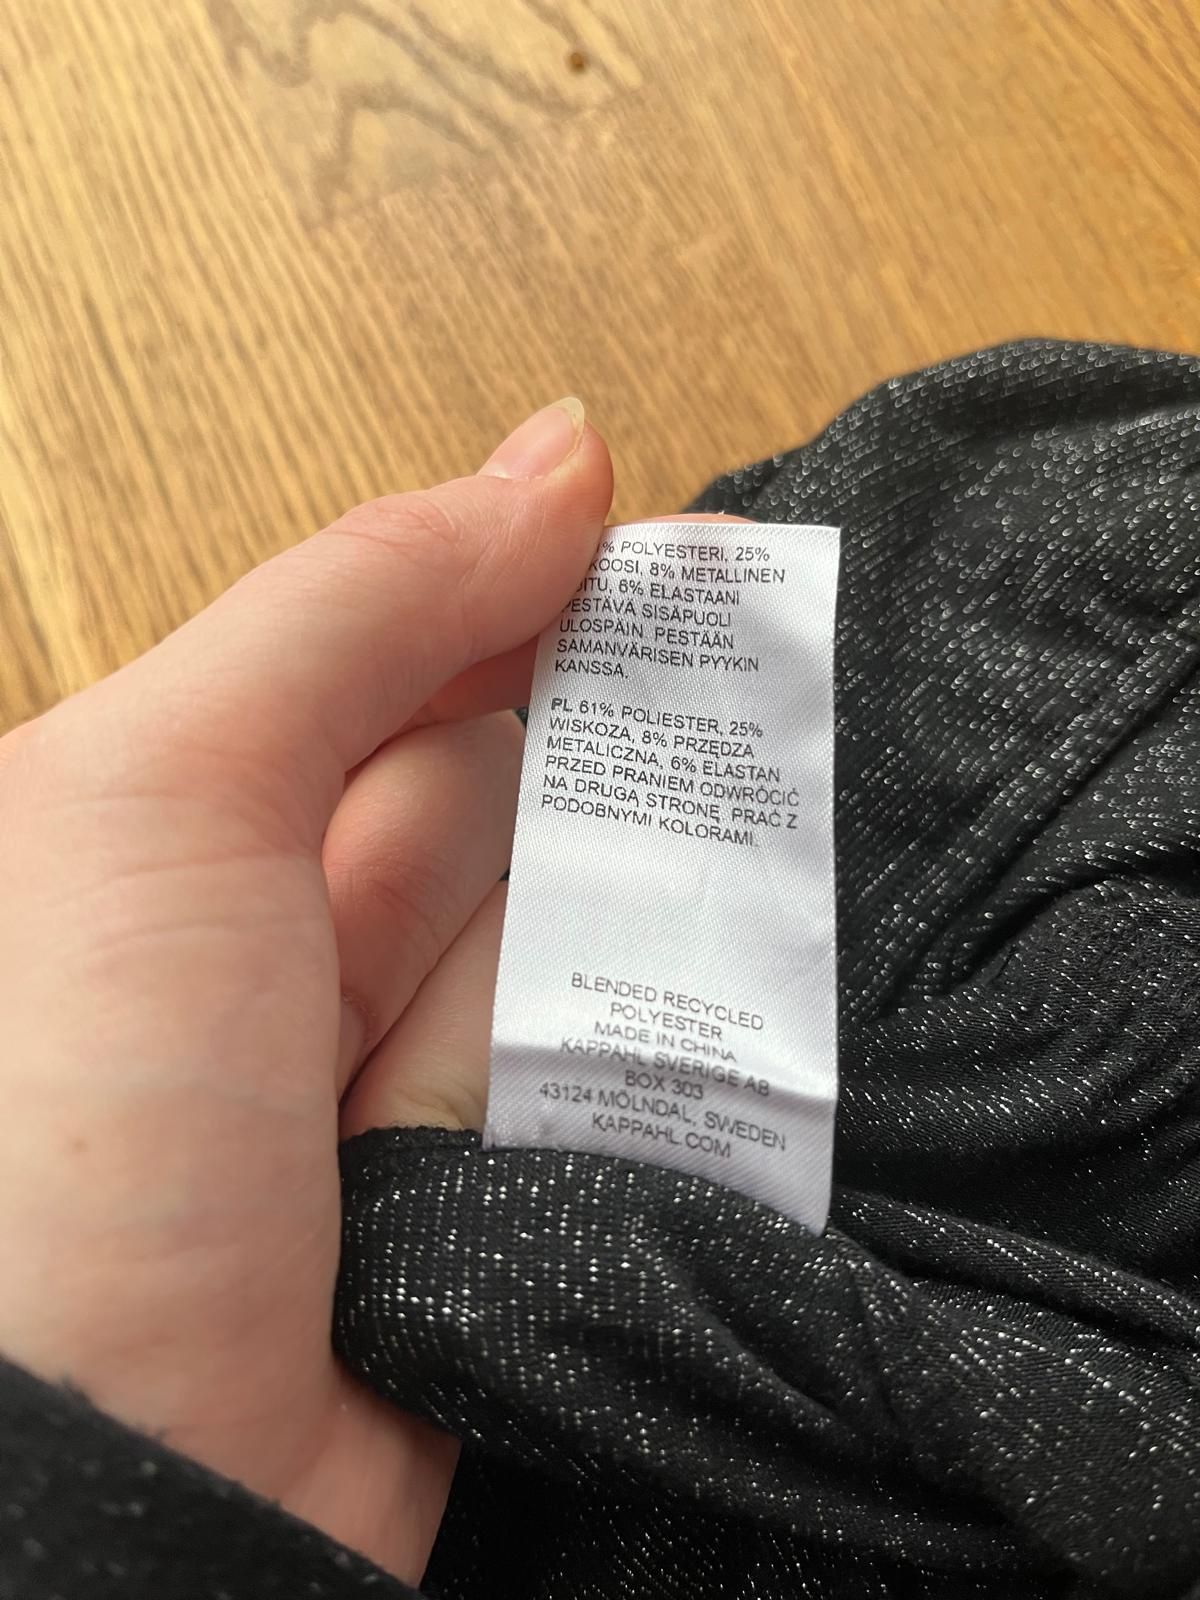 % POLYESTERI, 25%
8% METALLINEN
6% ELASTAANI
PESTÄVÄ SISÄPUOLI
ULOSPÄIN. PESTÄÄN
SAMANVÄRISEN PYYKIN
KANSSA.
PL 61% POLIESTER, 25%
WISKOZA, 8% PRZĘDZA
METALICZNA, 6% ELASTAN
PRZED PRANIEM ODWRÓCIĆ
NA DRUGĄ STRONĘ. PRAĆ Z
PODOBNYMI KOLORAMI.
BLENDED RECYCLED
POLYESTER
MADE IN CHINA
KAPPAHL SVERIGE AB
BOX 303
43124 MÖLNDAL, SWEDEN
KAPPAHL.COM